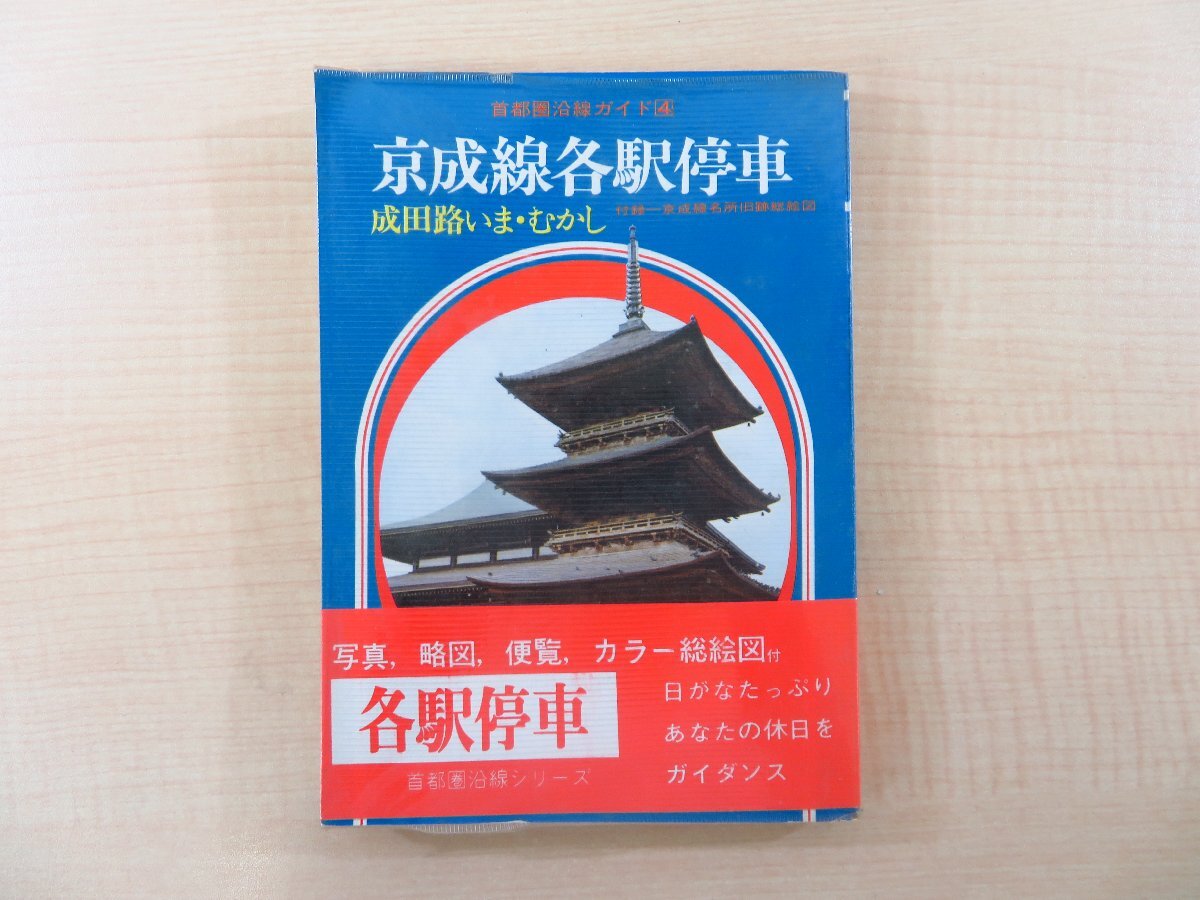 首都圏沿線ガイド4
京成線各駅停車
成田路いま・むかし
付録―京成線名所旧跡総絵図
写真,略図,便覧,カラー総絵図付
各駅停車
首都圏沿線シリーズ
日がなたっぷり
あなたの休日を
ガイダンス